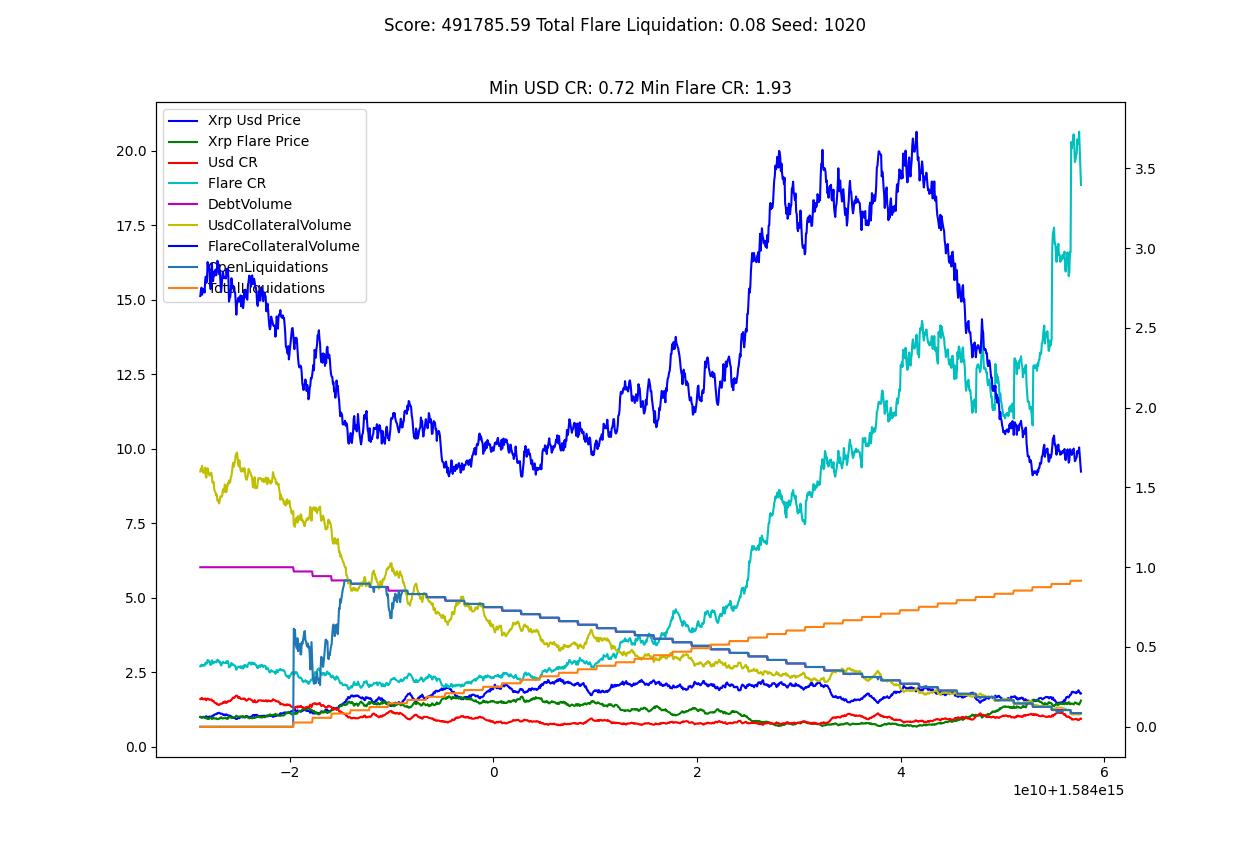 Score: 491785.59 Total Flare Liquidation: 0.08 Seed: 1020
Min USD CR: 0.72 Min Flare CR: 1.93
Xrp Usd Price
Xrp Flare Price
Usd CR
Flare CR
DebtVolume
UsdCollateralVolume
FlareCollateralVolume
OpenLiquidations
TotalLiquidations
20.0
17.5
15.0
12.5
10.0
7.5
5.0
2.5
0.0
3.5
3.0
2.5
2.0
1.5
1.0
0.5
0.0
−2
0
2
4
6
1e10+1.584e15